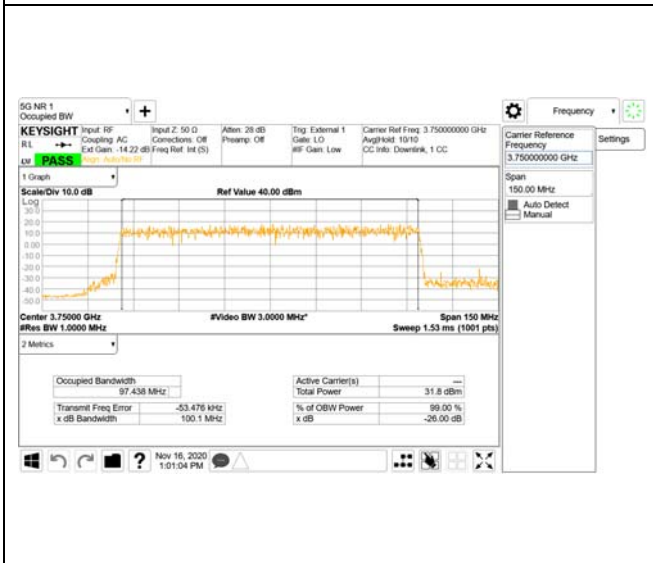 5G NR 1
Occupied BW
Frequency
KEYSIGHT
Input: RF
Coupling: AC
Ext Gain: -14.22 dB
Align: Auto/No RF
Input Z: 50 Ω
Corrections: Off
Freq Ref: Int (S)
Atten: 28 dB
Preamp: Off
Trig: External 1
Gate: LO
#IF Gain: Low
Carrier Ref Freq: 3.750000000 GHz
Avg|Hold: 10/10
CC Info: Downlink, 1 CC
RL
PASS
Carrier Reference
Frequency
3.750000000 GHz
Settings
Span
150.00 MHz
Auto Detect
Manual
1 Graph
Scale/Div 10.0 dB
Ref Value 40.00 dBm
Log
30.0
20.0
10.0
0.00
-10.0
-20.0
-30.0
-40.0
-50.0
Center 3.75000 GHz
#Video BW 3.0000 MHz*
Span 150 MHz
#Res BW 1.0000 MHz
Sweep 1.53 ms (1001 pts)
2 Metrics
Occupied Bandwidth
97.438 MHz
Active Carrier(s)
---
Total Power
31.8 dBm
Transmit Freq Error
-53.476 kHz
% of OBW Power
99.00 %
x dB Bandwidth
100.1 MHz
x dB
-26.00 dB
?
Nov 16, 2020
1:01:04 PM